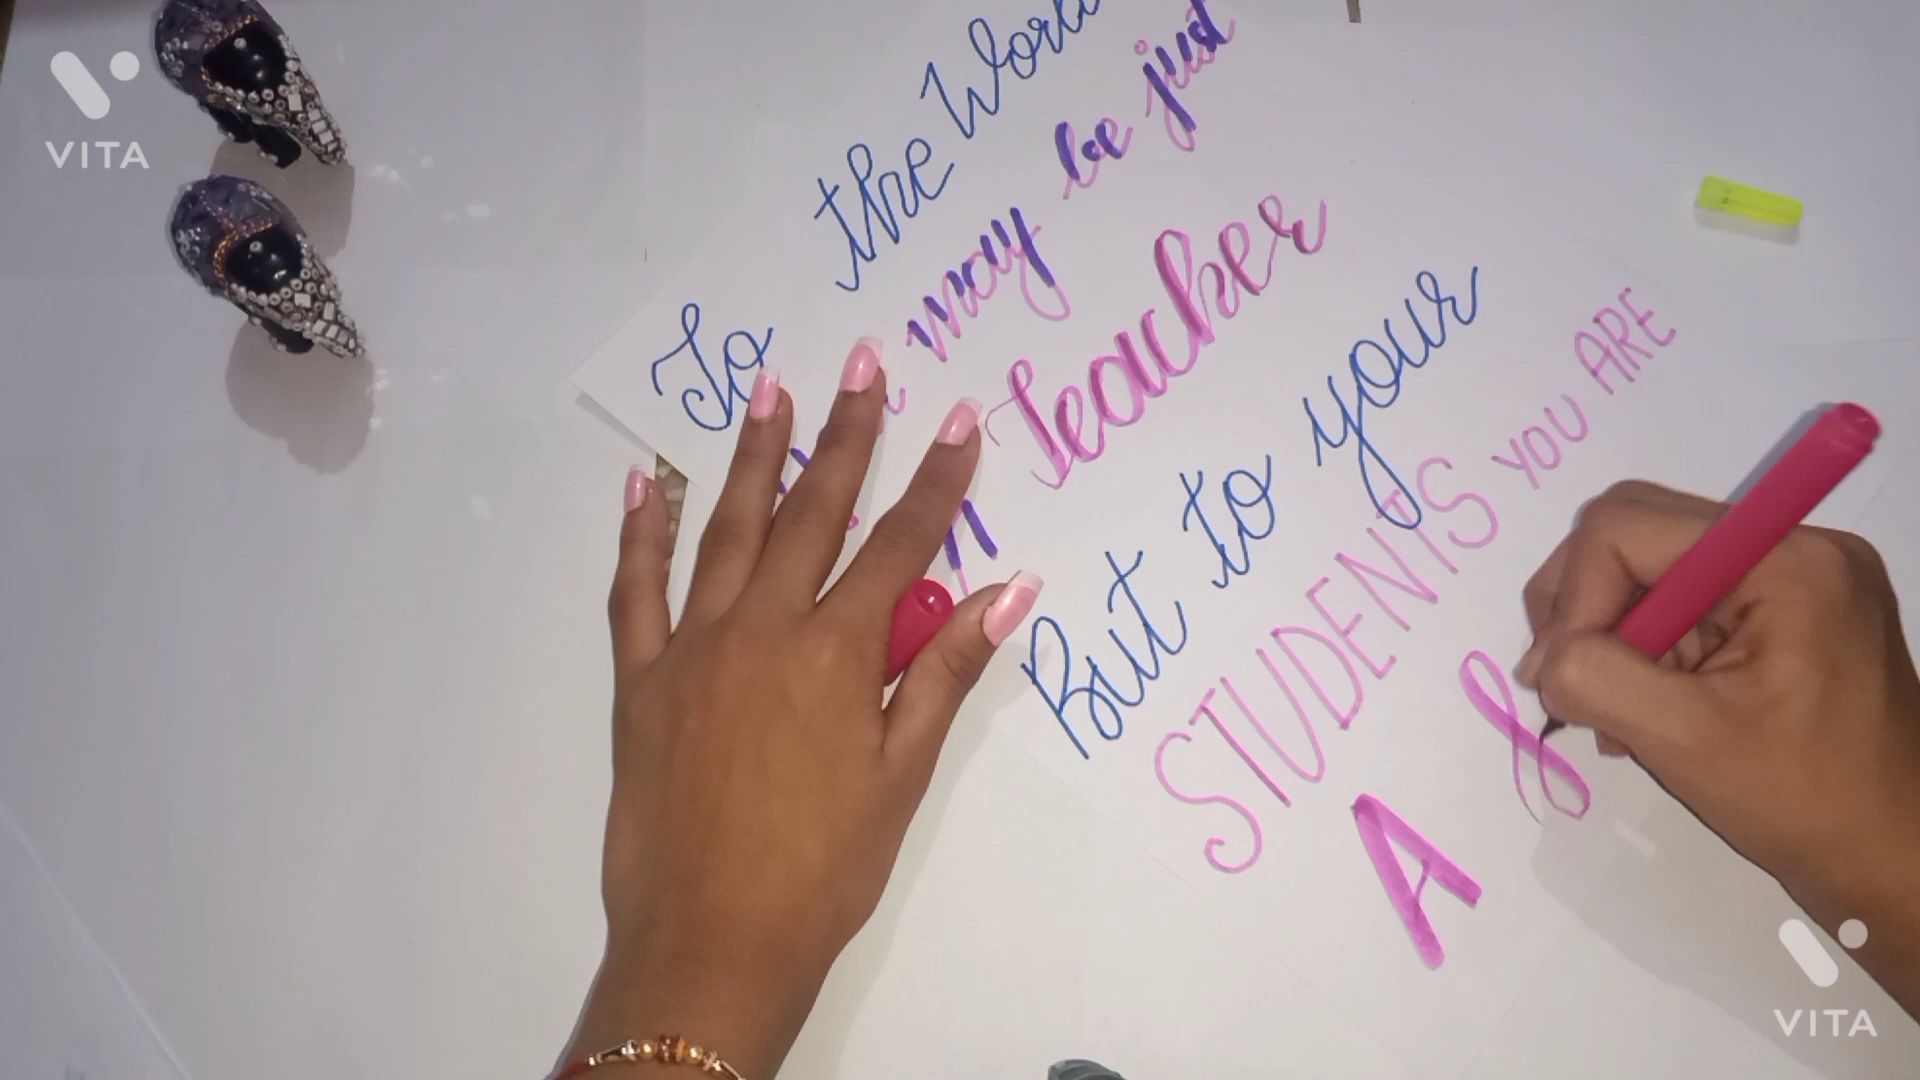 VITA
To the World
may be just
Teacher
But to your
STUDENTS YOU ARE
A
VITA